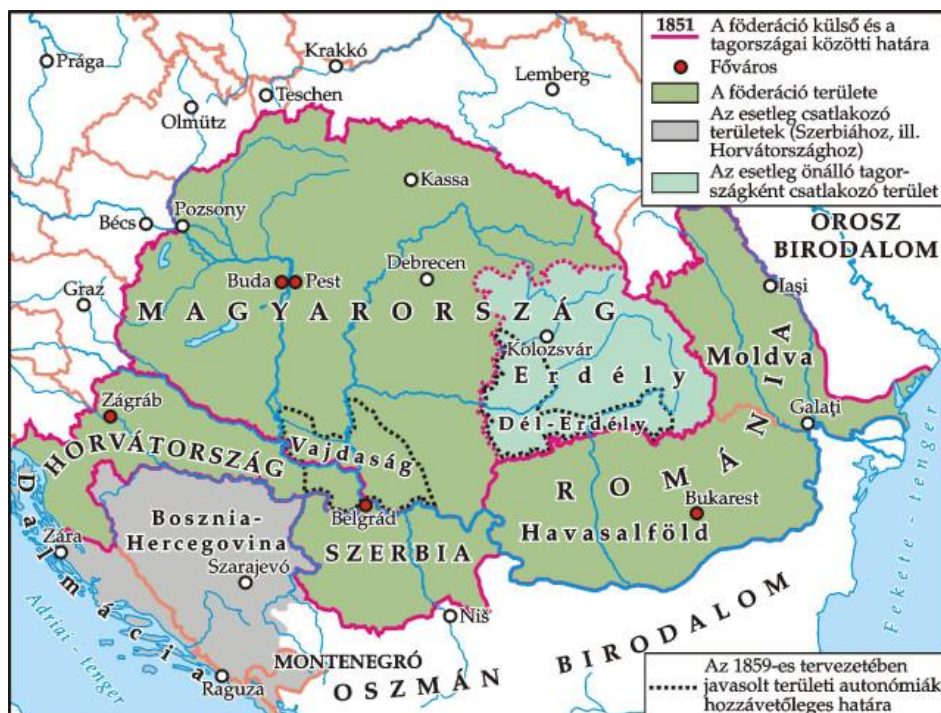 1851 A föderáció külső és a
tagországai közötti határa
Főváros
A föderáció területe
Az esetleg csatlakozó
területek (Szerbiához, ill.
Horvátországhoz)
Az esetleg önálló tagor-
szágként csatlakozó terület
Prága
Krakkó
Teschen
Lemberg
Olmütz
Kassa
Bécs
Pozsony
OROSZ
BIRODALOM
Buda
Pest
Debrecen
Iași
Graz
MAGYARORSZÁG
Kolozsvár
Moldva
Erdély
Zágráb
Dél-Erdély
Galați
Vajdaság
HORVÁTORSZÁG
ROMÁNIA
Bukarest
Belgrád
Havasalföld
Bosznia-
Hercegovina
SZERBIA
Zára
Szarajevó
Dalmácia
Niš
Fekete-tenger
Adriai-tenger
MONTENEGRÓ
Raguza
OSZMÁN BIRODALOM
Az 1859-es tervezetében
javasolt területi autonómiák
hozzávetőleges határa